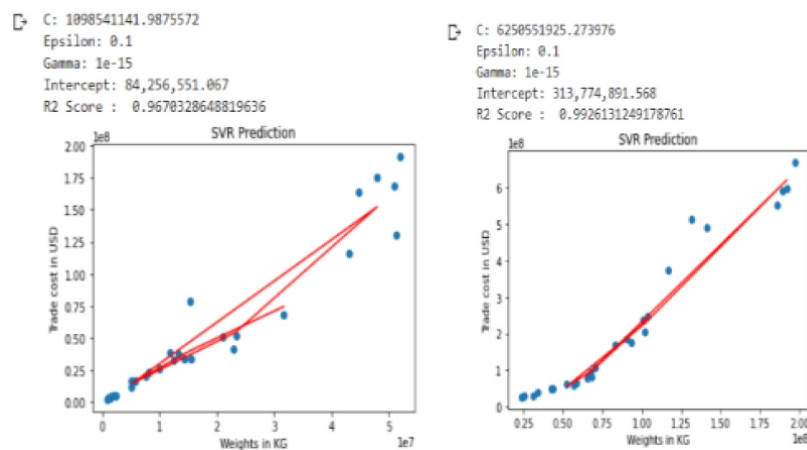 C: 1098541141.9875572
Epsilon: 0.1
Gamma: 1e-15
Intercept: 84,256,551.067
R2 Score : 0.9670328648819636
SVR Prediction
1e8
2.00
1.75
1.50
1.25
1.00
0.75
0.50
0.25
0.00
Trade cost in USD
0 1 2 3 4 5
Weights in KG
1e7
C: 6250551925.273976
Epsilon: 0.1
Gamma: 1e-15
Intercept: 313,774,891.568
R2 Score : 0.9926131249178761
SVR Prediction
1e8
6
5
4
3
2
1
0
Trade cost in USD
0.25 0.50 0.75 1.00 1.25 1.50 1.75 2.00
Weights in KG
1e8